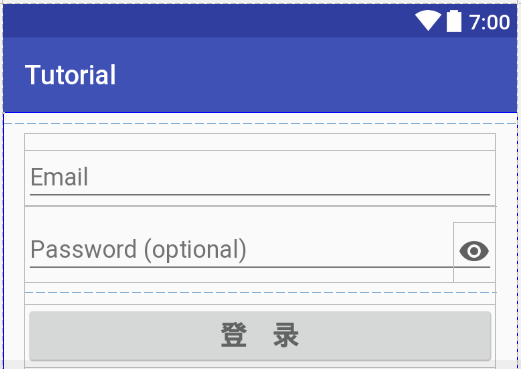 7:00
Tutorial
Email
Password (optional)
登 录